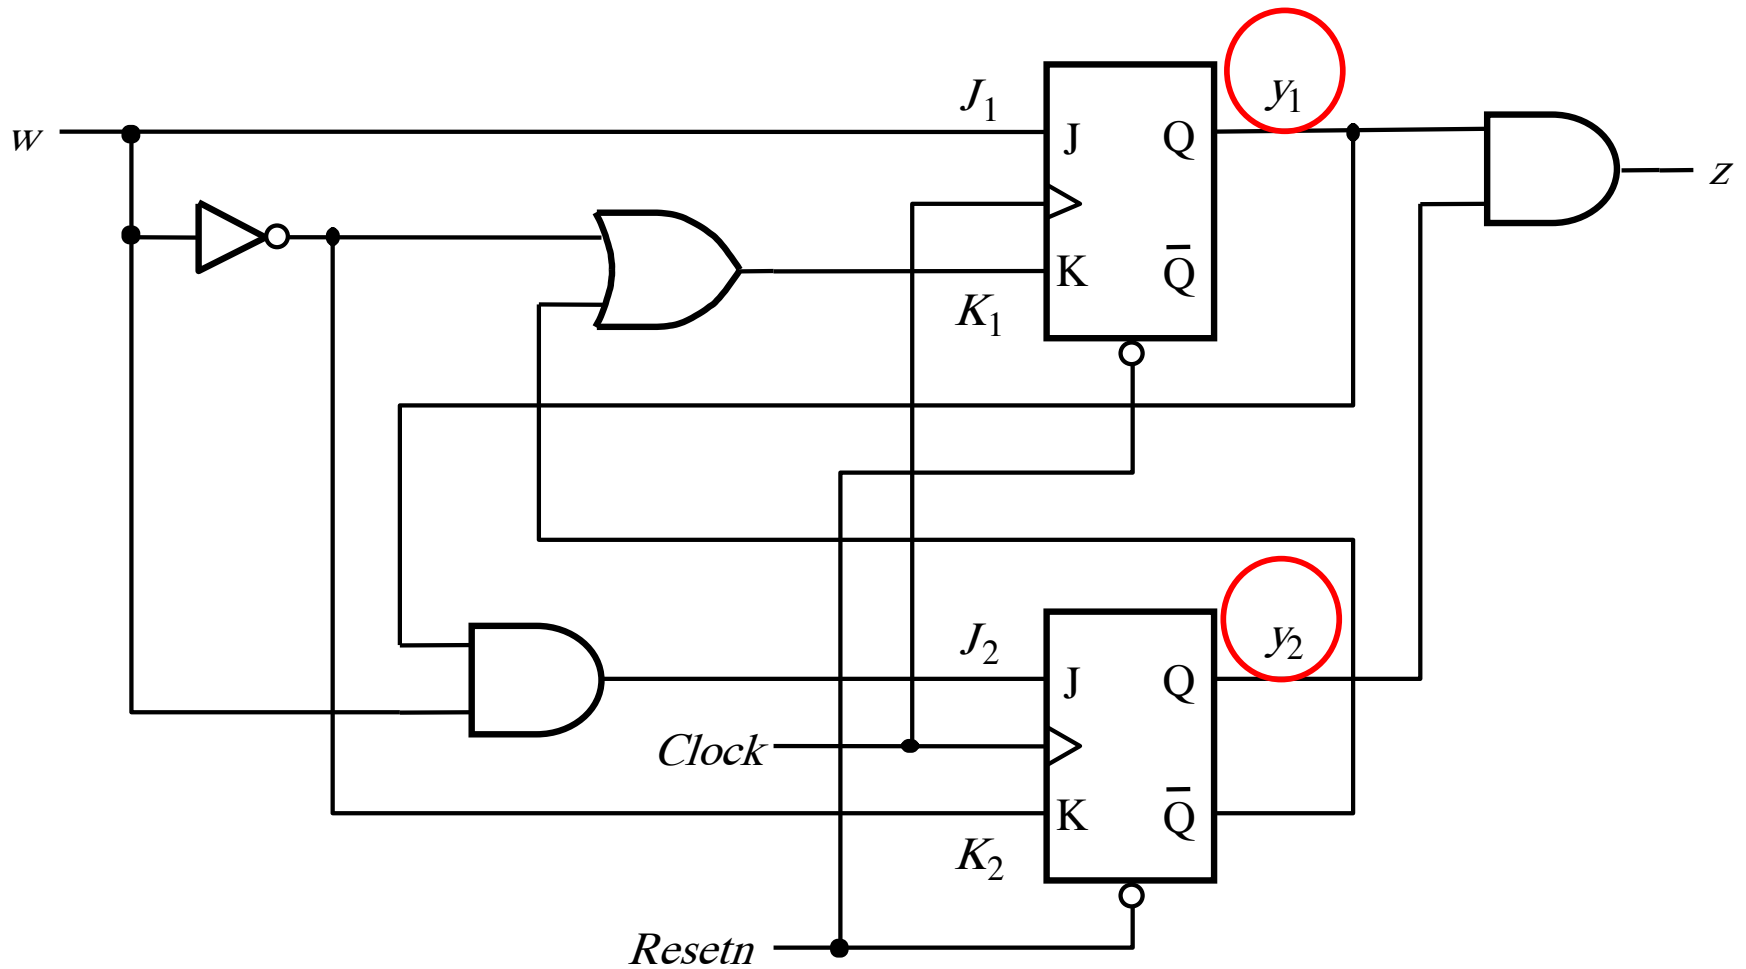 J₁
y₁
w
J
Q
z
K
Q̅
K₁
J₂
y₂
J
Q
Clock
K
Q̅
K₂
Resetn